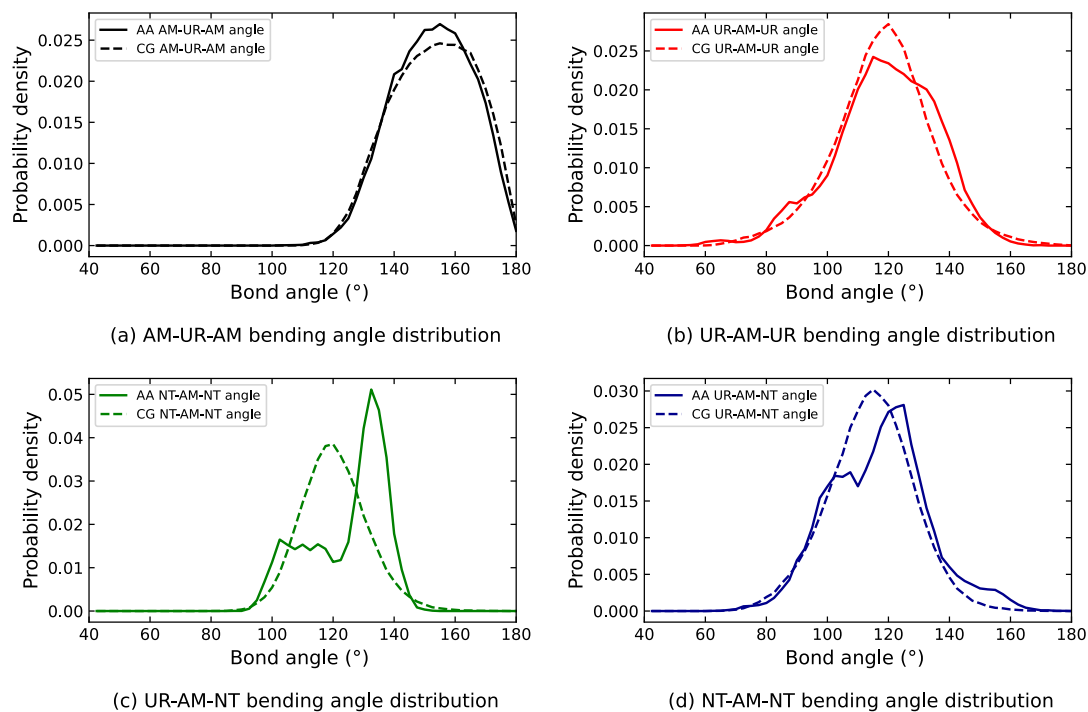 AA AM-UR-AM angle
CG AM-UR-AM angle
0.025
0.020
0.015
0.010
0.005
0.000
Probability density
40 60 80 100 120 140 160 180
Bond angle (°)
(a) AM-UR-AM bending angle distribution
AA UR-AM-UR angle
CG UR-AM-UR angle
0.030
0.025
0.020
0.015
0.010
0.005
0.000
Probability density
40 60 80 100 120 140 160 180
Bond angle (°)
(b) UR-AM-UR bending angle distribution
AA NT-AM-NT angle
CG NT-AM-NT angle
0.05
0.04
0.03
0.02
0.01
0.00
Probability density
40 60 80 100 120 140 160 180
Bond angle (°)
(c) UR-AM-NT bending angle distribution
AA UR-AM-NT angle
CG UR-AM-NT angle
0.030
0.025
0.020
0.015
0.010
0.005
0.000
Probability density
40 60 80 100 120 140 160 180
Bond angle (°)
(d) NT-AM-NT bending angle distribution